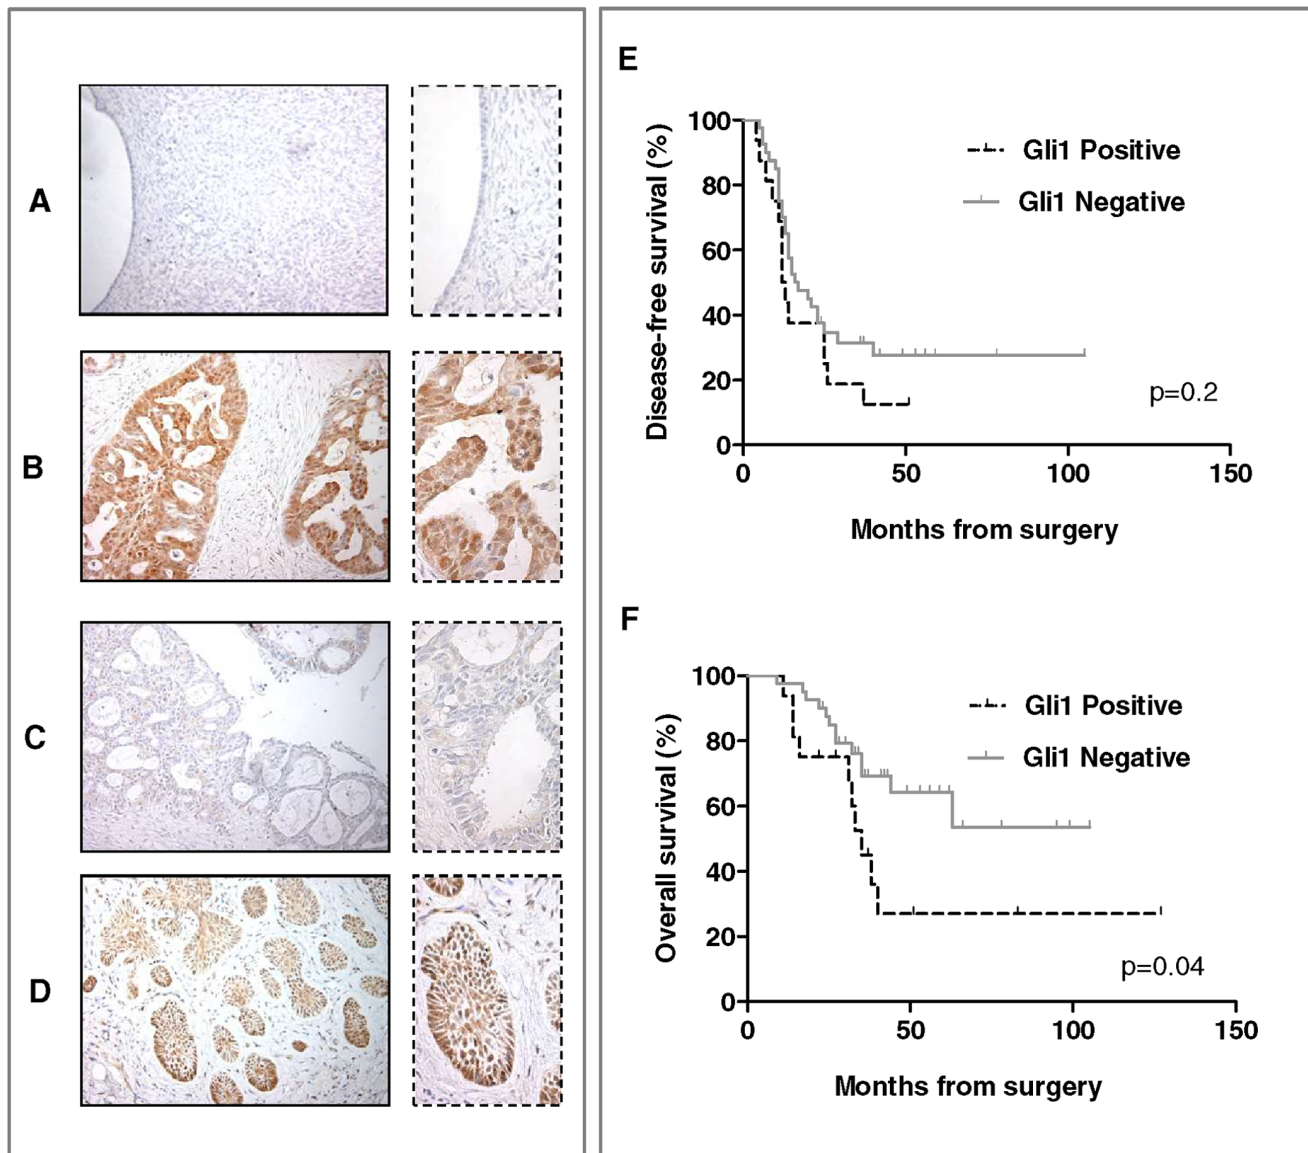 A
B
C
D
E
Disease-free survival (%)
100
80
60
40
20
0
0 50 100 150
Months from surgery
Gli1 Positive
Gli1 Negative
p=0.2
F
Overall survival (%)
100
80
60
40
20
0
0 50 100 150
Months from surgery
Gli1 Positive
Gli1 Negative
p=0.04